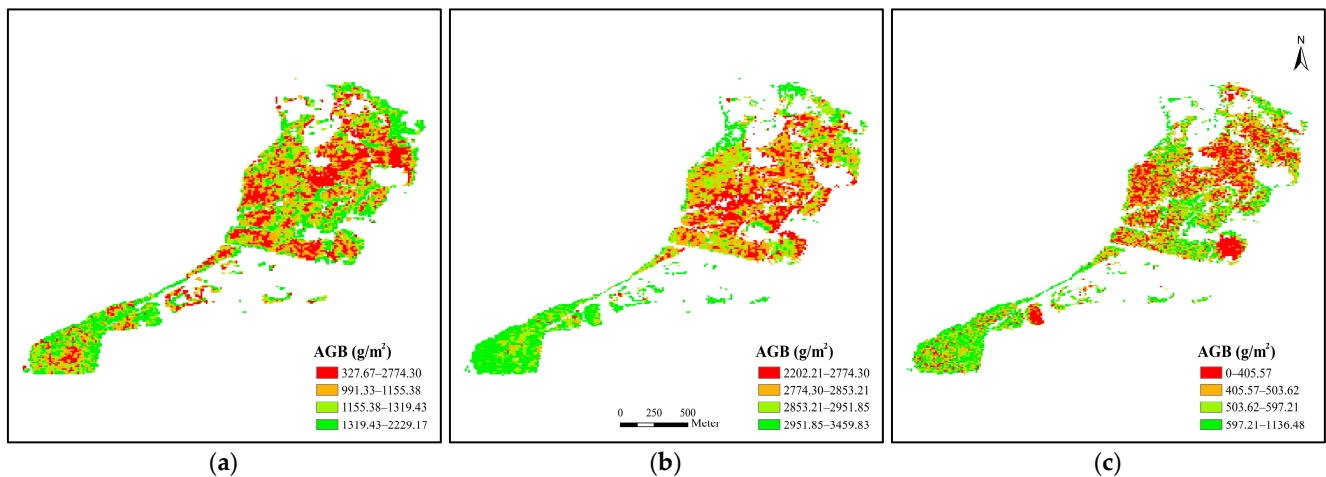 N
AGB (g/m²)
327.67–2774.30
991.33–1155.38
1155.38–1319.43
1319.43–2229.17
0 250 500
Meter
AGB (g/m²)
2202.21–2774.30
2774.30–2853.21
2853.21–2951.85
2951.85–3459.83
AGB (g/m²)
0–405.57
405.57–503.62
503.62–597.21
597.21–1136.48
(a)
(b)
(c)